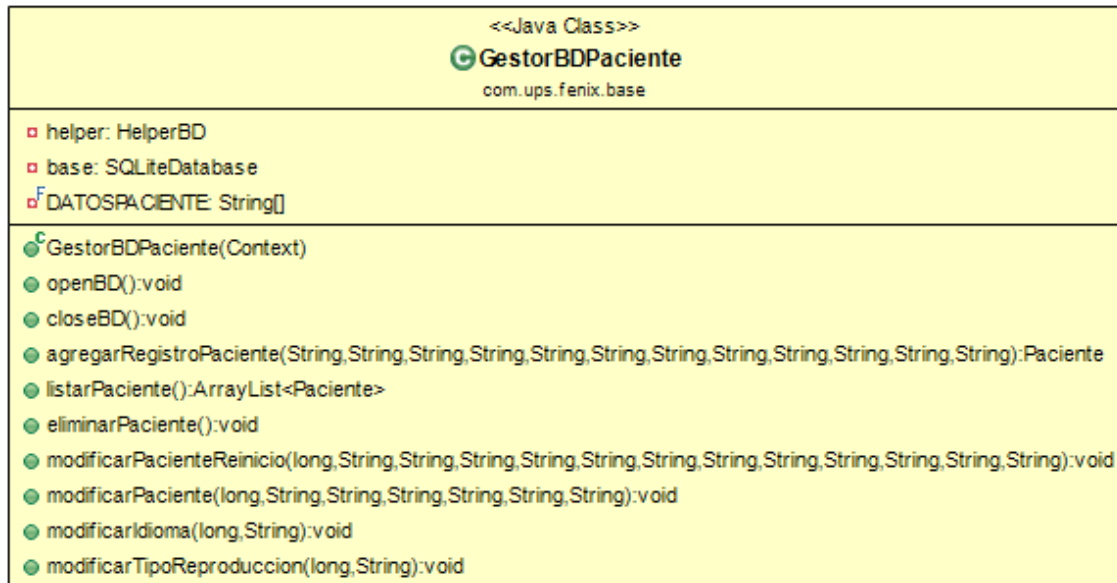 <<Java Class>>
GestorBDPaciente
com.ups.fenix.base
helper: HelperBD
base: SQLiteDatabase
DATOSPACIENTE: String[]
GestorBDPaciente(Context)
openBD():void
closeBD():void
agregarRegistroPaciente(String,String,String,String,String,String,String,String,String,String,String,String):Paciente
listarPaciente():ArrayList<Paciente>
eliminarPaciente():void
modificarPacienteReinicio(long,String,String,String,String,String,String,String,String,String,String,String,String):void
modificarPaciente(long,String,String,String,String,String,String):void
modificarIdioma(long,String):void
modificarTipoReproduccion(long,String):void